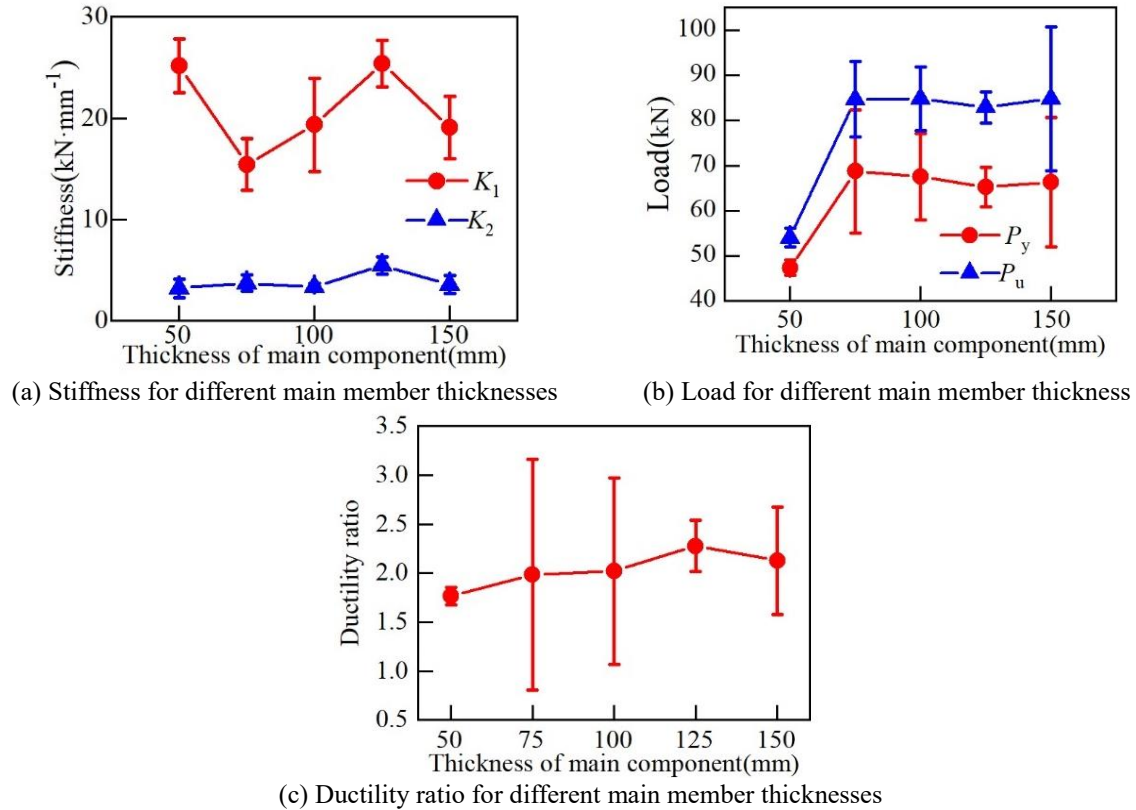 30
20
10
0
Stiffness(kN·mm⁻¹)
K₁
K₂
50 100 150
Thickness of main component(mm)
(a) Stiffness for different main member thicknesses
100
90
80
70
60
50
40
Load(kN)
P_y
P_u
50 100 150
Thickness of main component(mm)
(b) Load for different main member thickness
3.5
3.0
2.5
2.0
1.5
1.0
0.5
Ductility ratio
50 75 100 125 150
Thickness of main component(mm)
(c) Ductility ratio for different main member thicknesses